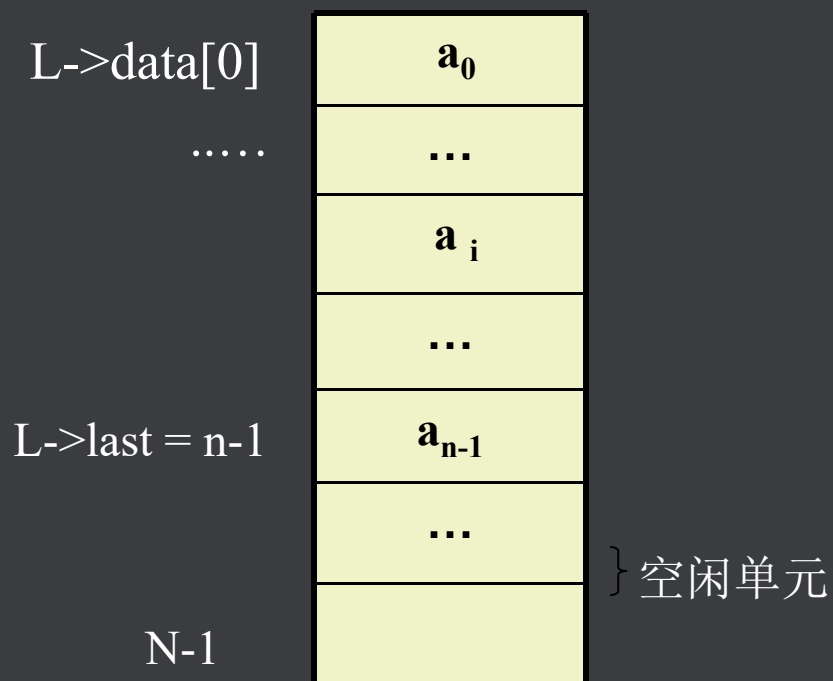 L->data[0] a₀
..... ...
a i
...
L->last = n-1 aₙ₋₁
...
空闲单元
N-1